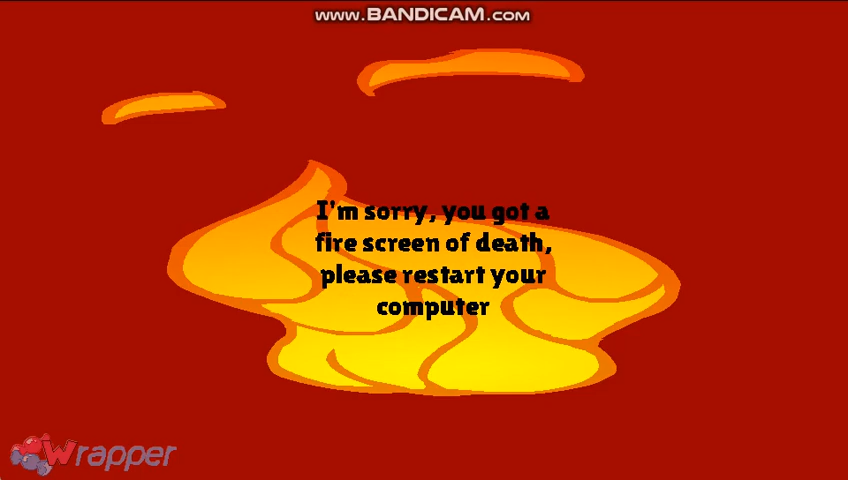 www.BANDICAM.com
I'm sorry, you got a
fire screen of death,
please restart your
computer
Wrapper